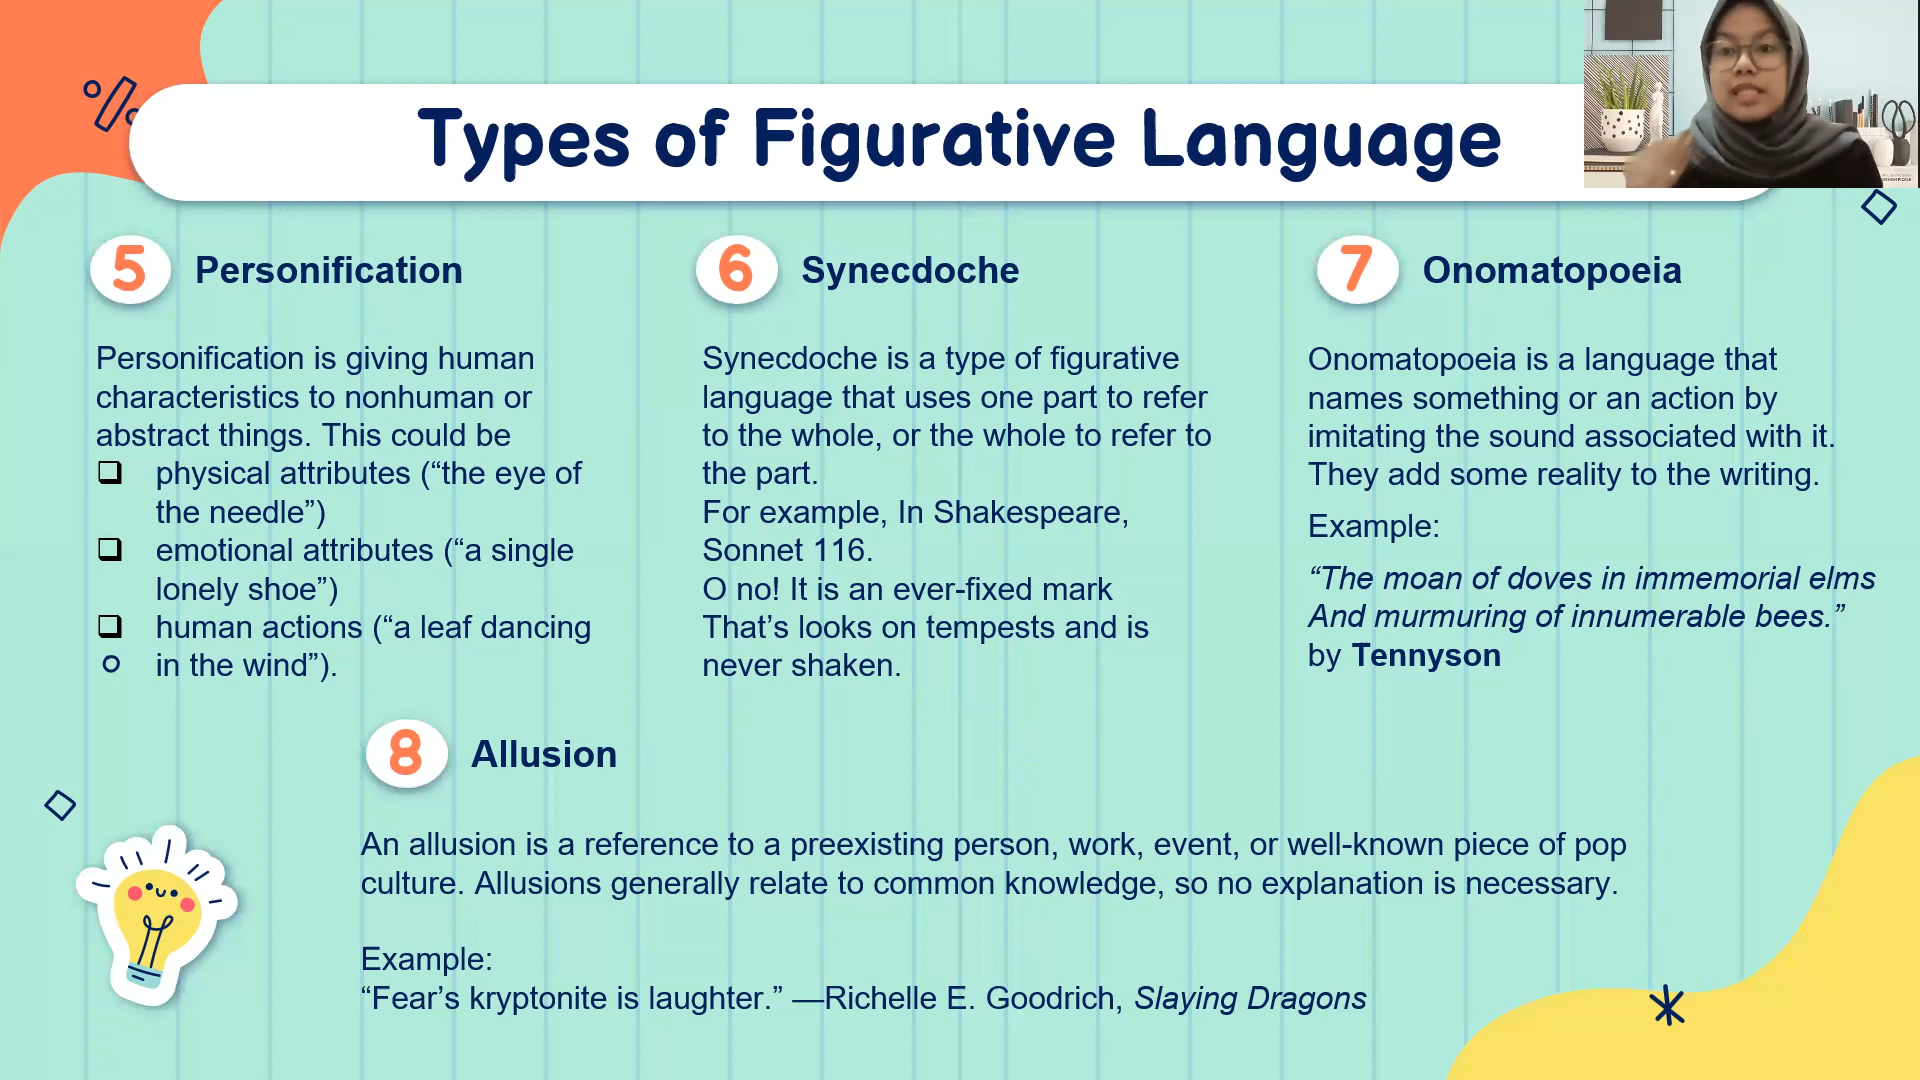 Types of Figurative Language
5 Personification
Personification is giving human
characteristics to nonhuman or
abstract things. This could be
❑ physical attributes (“the eye of
the needle”)
❑ emotional attributes (“a single
lonely shoe”)
❑ human actions (“a leaf dancing
in the wind”).
6 Synecdoche
Synecdoche is a type of figurative
language that uses one part to refer
to the whole, or the whole to refer to
the part.
For example, In Shakespeare,
Sonnet 116.
O no! It is an ever-fixed mark
That’s looks on tempests and is
never shaken.
7 Onomatopoeia
Onomatopoeia is a language that
names something or an action by
imitating the sound associated with it.
They add some reality to the writing.
Example:
“The moan of doves in immemorial elms
And murmuring of innumerable bees.”
by Tennyson
8 Allusion
An allusion is a reference to a preexisting person, work, event, or well-known piece of pop
culture. Allusions generally relate to common knowledge, so no explanation is necessary.
Example:
“Fear’s kryptonite is laughter.” —Richelle E. Goodrich, Slaying Dragons